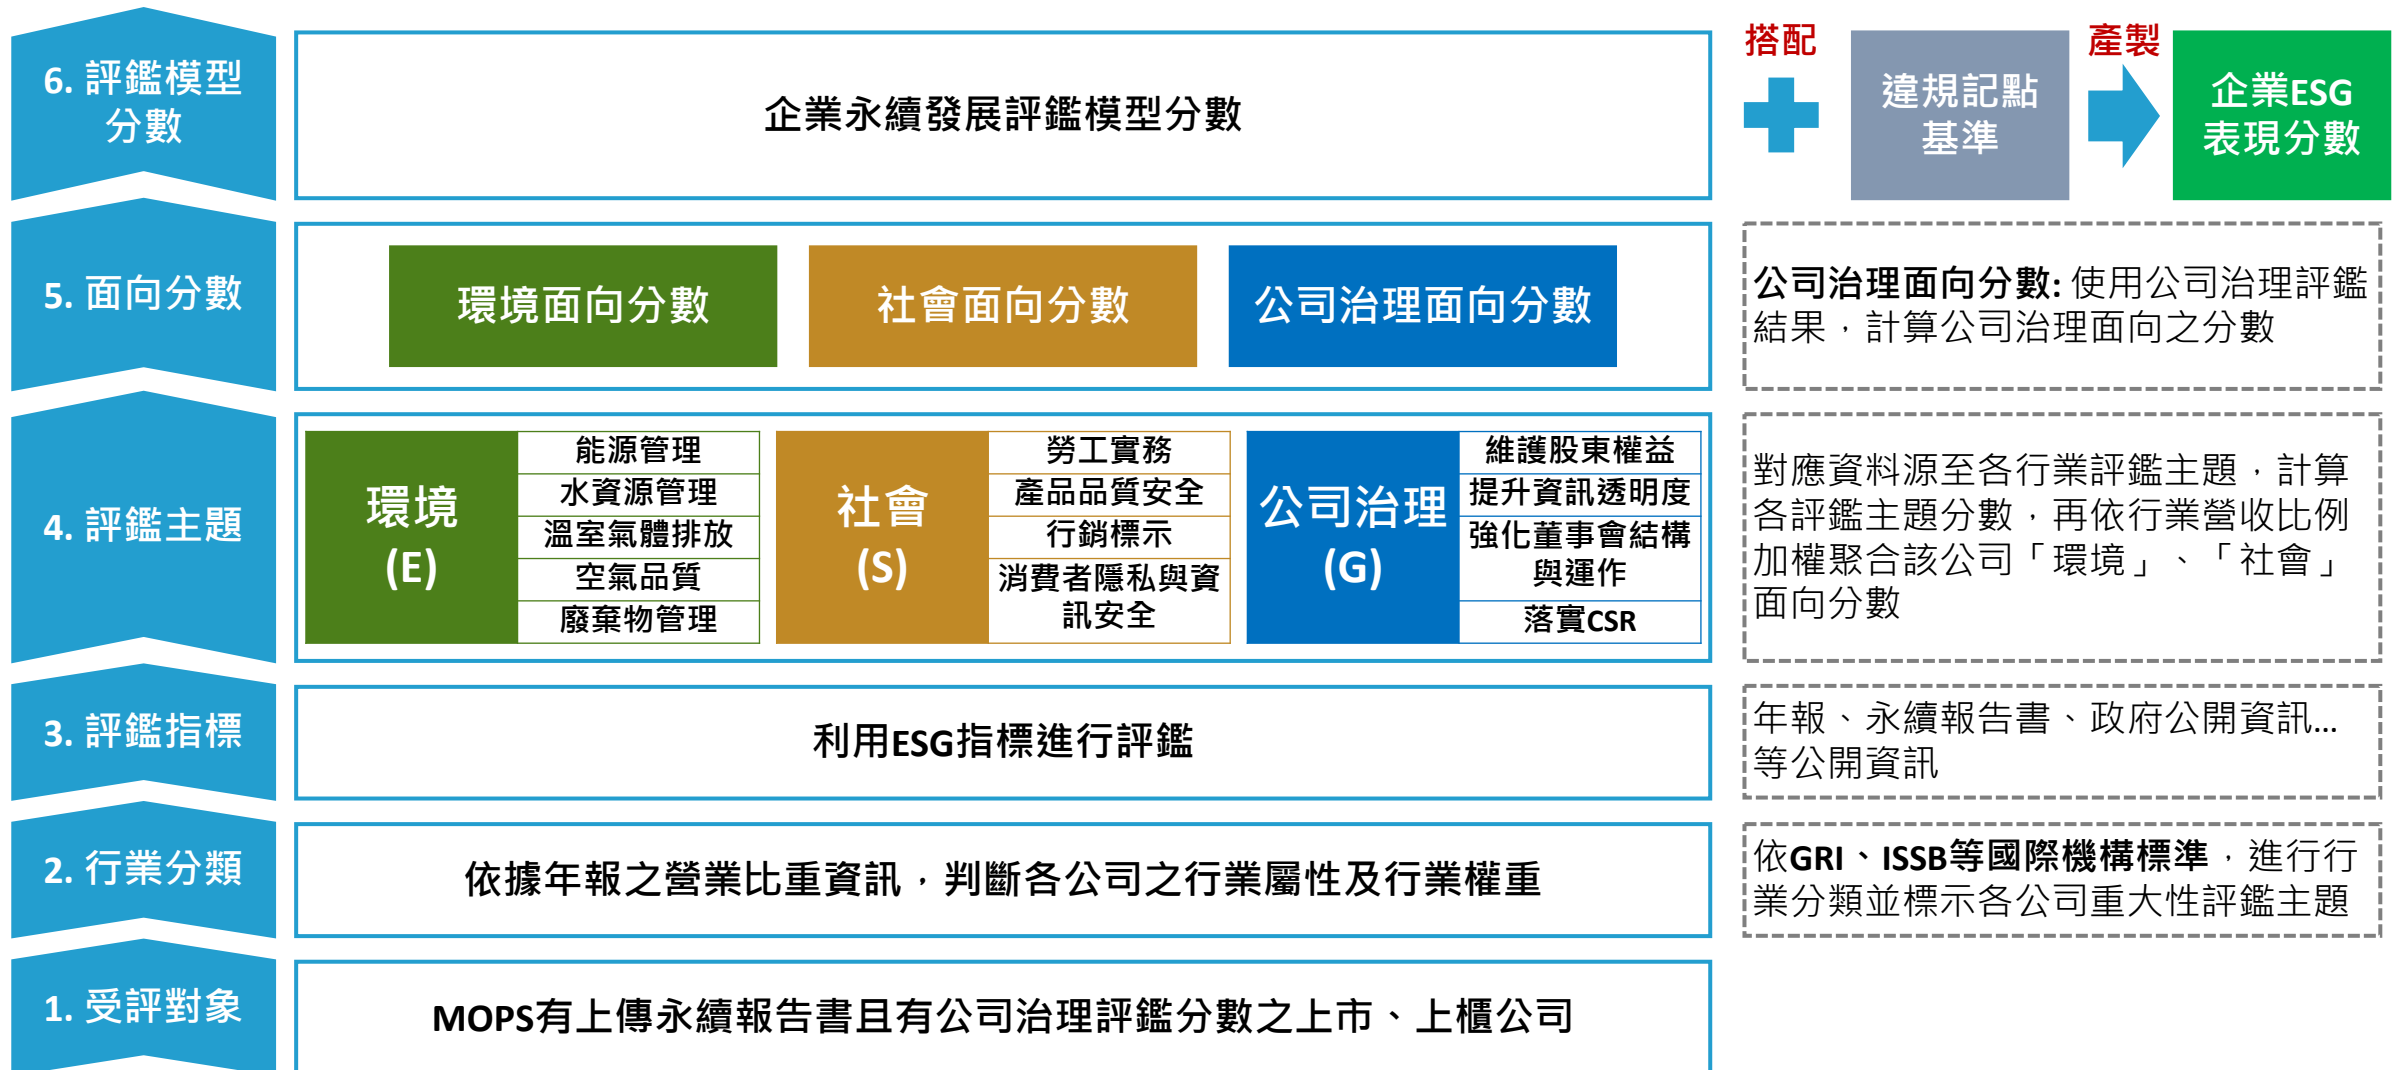 6. 評鑑模型
分數
企業永續發展評鑑模型分數
搭配
違規記點
基準
產製
企業ESG
表現分數
5. 面向分數
環境面向分數
社會面向分數
公司治理面向分數
公司治理面向分數: 使用公司治理評鑑
結果，計算公司治理面向之分數
4. 評鑑主題
環境
(E)
能源管理
水資源管理
溫室氣體排放
空氣品質
廢棄物管理
社會
(S)
勞工實務
產品品質安全
行銷標示
消費者隱私與資
訊安全
公司治理
(G)
維護股東權益
提升資訊透明度
強化董事會結構
與運作
落實CSR
對應資料源至各行業評鑑主題，計算
各評鑑主題分數，再依行業營收比例
加權聚合該公司「環境」、「社會」
面向分數
3. 評鑑指標
利用ESG指標進行評鑑
年報、永續報告書、政府公開資訊...
等公開資訊
2. 行業分類
依據年報之營業比重資訊，判斷各公司之行業屬性及行業權重
依GRI、ISSB等國際機構標準，進行行
業分類並標示各公司重大性評鑑主題
1. 受評對象
MOPS有上傳永續報告書且有公司治理評鑑分數之上市、上櫃公司